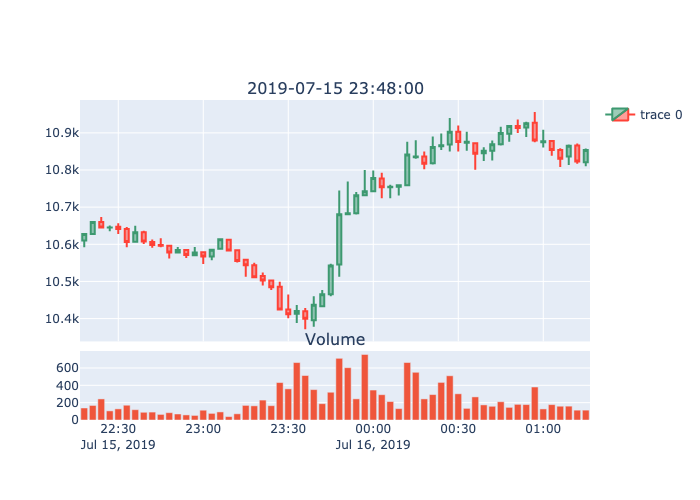 2019-07-15 23:48:00
trace 0
10.9k
10.8k
10.7k
10.6k
10.5k
10.4k
Volume
600
400
200
0
22:30 23:00 23:30 00:00 00:30 01:00
Jul 15, 2019 Jul 16, 2019